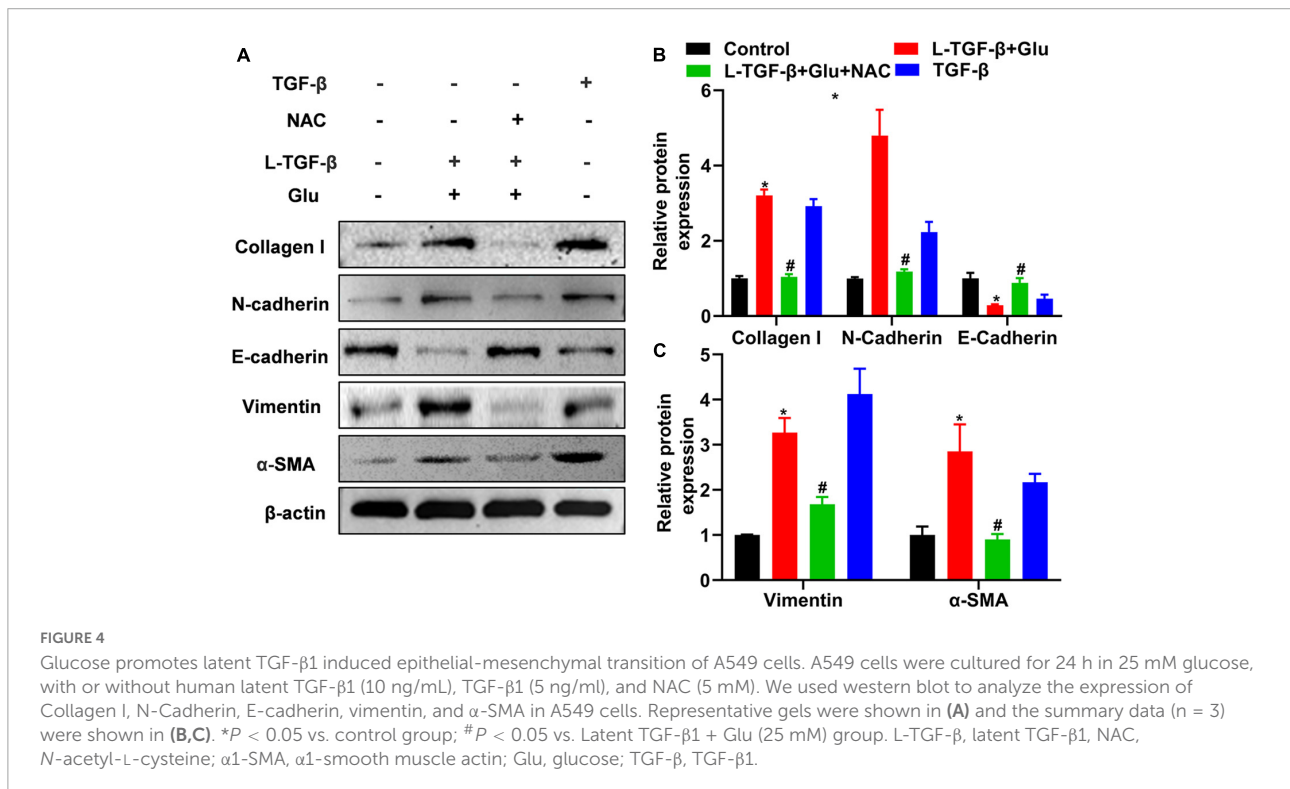 A
TGF-β - - - +
NAC - - + -
L-TGF-β - + + -
Glu - + + -
Collagen I
N-cadherin
E-cadherin
Vimentin
α-SMA
β-actin
B
Control
L-TGF-β+Glu
L-TGF-β+Glu+NAC
TGF-β
Relative protein
expression
6
4
2
0
*
*
#
#
*
#
Collagen I N-Cadherin E-Cadherin
C
Relative protein
expression
5
4
3
2
1
0
*
#
*
#
Vimentin α-SMA
FIGURE 4
Glucose promotes latent TGF-β1 induced epithelial-mesenchymal transition of A549 cells. A549 cells were cultured for 24 h in 25 mM glucose,
with or without human latent TGF-β1 (10 ng/mL), TGF-β1 (5 ng/ml), and NAC (5 mM). We used western blot to analyze the expression of
Collagen I, N-Cadherin, E-cadherin, vimentin, and α-SMA in A549 cells. Representative gels were shown in (A) and the summary data (n = 3)
were shown in (B,C). *P < 0.05 vs. control group; #P < 0.05 vs. Latent TGF-β1 + Glu (25 mM) group. L-TGF-β, latent TGF-β1, NAC,
N-acetyl-L-cysteine; α1-SMA, α1-smooth muscle actin; Glu, glucose; TGF-β, TGF-β1.